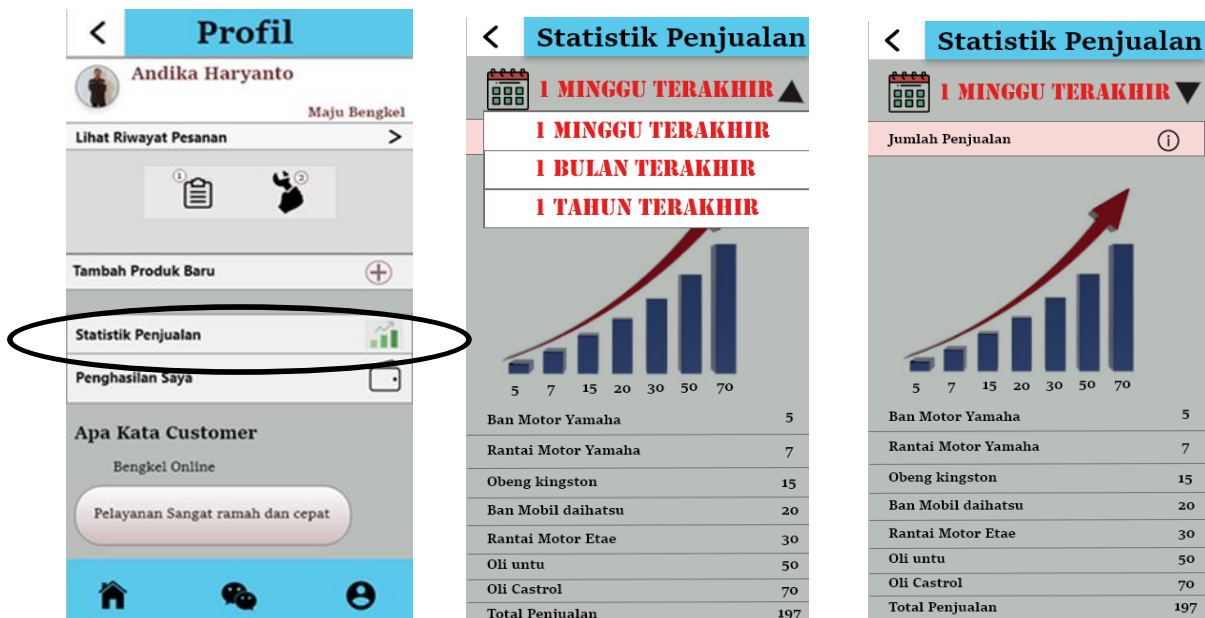 Profil
Andika Haryanto
Maju Bengkel
Lihat Riwayat Pesanan
1 2
Tambah Produk Baru
Statistik Penjualan
Penghasilan Saya
Apa Kata Customer
Bengkel Online
Pelayanan Sangat ramah dan cepat
Statistik Penjualan
1 MINGGU TERAKHIR
1 MINGGU TERAKHIR
1 BULAN TERAKHIR
1 TAHUN TERAKHIR
5 7 15 20 30 50 70
Ban Motor Yamaha 5
Rantai Motor Yamaha 7
Obeng kingston 15
Ban Mobil daihatsu 20
Rantai Motor Etae 30
Oli untu 50
Oli Castrol 70
Total Penjualan 197
Statistik Penjualan
1 MINGGU TERAKHIR
Jumlah Penjualan
5 7 15 20 30 50 70
Ban Motor Yamaha 5
Rantai Motor Yamaha 7
Obeng kingston 15
Ban Mobil daihatsu 20
Rantai Motor Etae 30
Oli untu 50
Oli Castrol 70
Total Penjualan 197